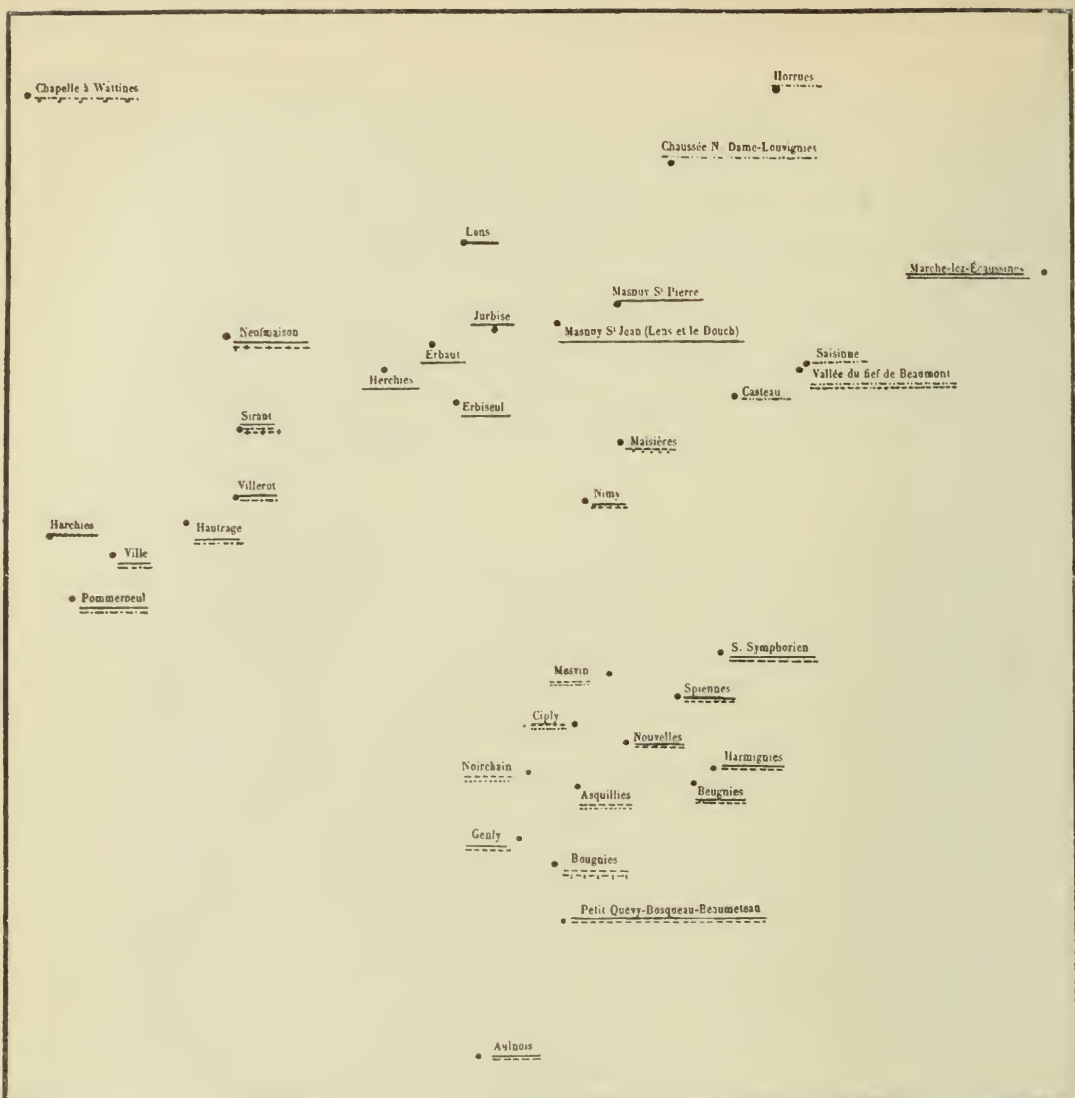 Horrues
Chapelle à Wattines
Chaussée N. Dame-Louvignies
Lens
Marche-lez-Écaussines
Masnuy St Pierre
Jurbise
Masnuy St Jean (Lens et le Douch)
Neufmaison
Erbaut
Saisinne
Vallée du fief de Beaumont
Herchies
Casteau
Erbiseul
Sirant
Maisières
Villerot
Nimy
Harchies
Hautrage
Ville
Pommerœul
S. Symphorien
Mesvin
Spiennes
Ciply
Nouvelles
Harmignies
Noirchain
Asquillies
Beugnies
Genly
Bougnies
Petit Quévy-Bosqueau-Beaumeteau
Aulnois